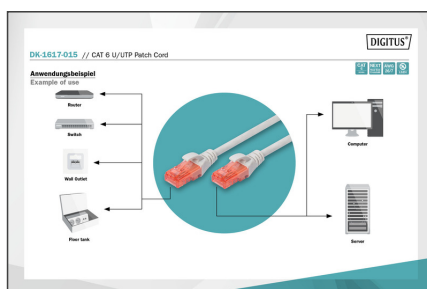 DIGITUS®
DK-1617-015 // CAT 6 U/UTP Patch Cord
Anwendungsbeispiel
Example of use
Router
Switch
Wall Outlet
Floor tank
Computer
Server